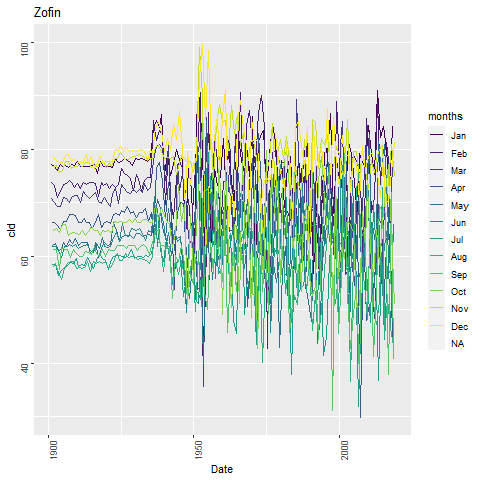 Zofin
100
80
60
40
cld
1900
1950
2000
Date
months
Jan
Feb
Mar
Apr
May
Jun
Jul
Aug
Sep
Oct
Nov
Dec
NA